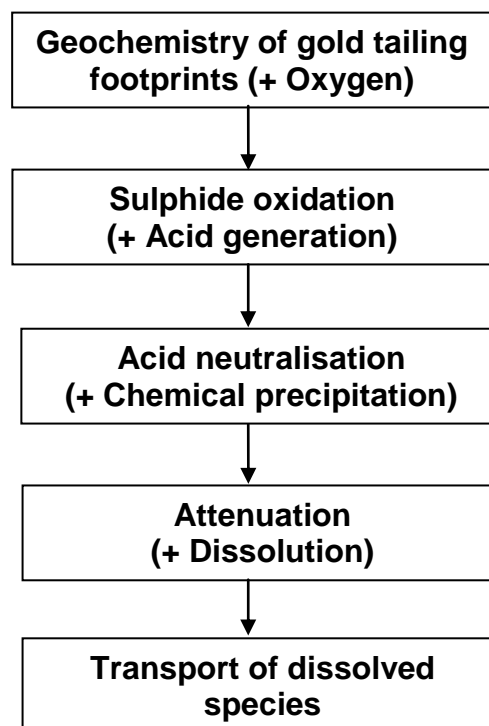 Geochemistry of gold tailing
footprints (+ Oxygen)
Sulphide oxidation
(+ Acid generation)
Acid neutralisation
(+ Chemical precipitation)
Attenuation
(+ Dissolution)
Transport of dissolved
species